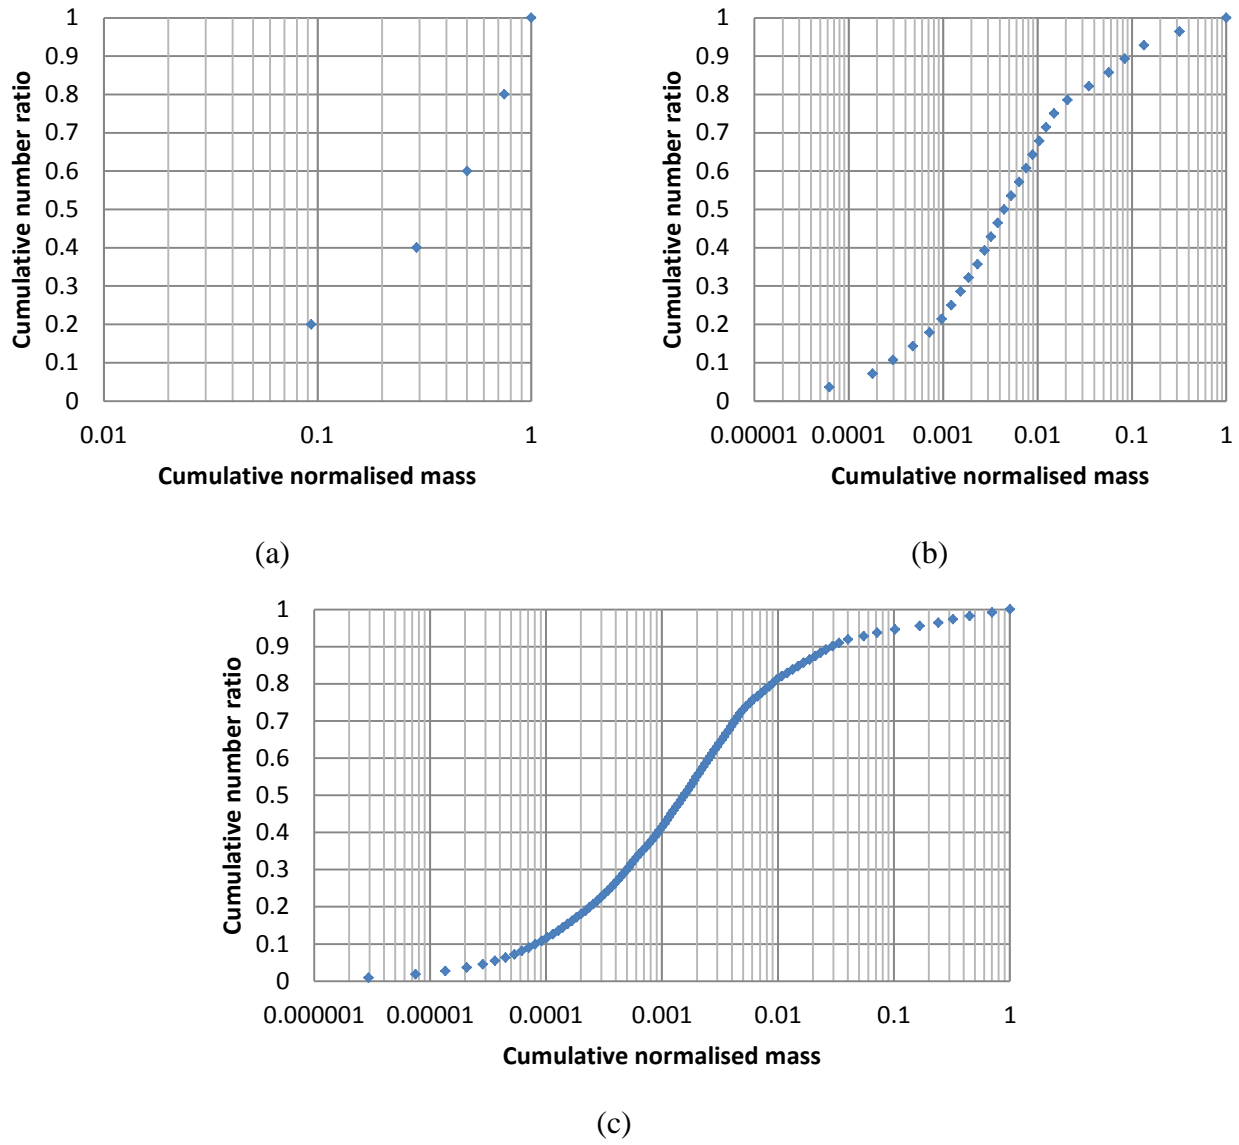 1
0.9
0.8
0.7
0.6
0.5
0.4
0.3
0.2
0.1
0
Cumulative number ratio
0.01 0.1 1
Cumulative normalised mass
(a)
1
0.9
0.8
0.7
0.6
0.5
0.4
0.3
0.2
0.1
0
Cumulative number ratio
0.00001 0.0001 0.001 0.01 0.1 1
Cumulative normalised mass
(b)
1
0.9
0.8
0.7
0.6
0.5
0.4
0.3
0.2
0.1
0
Cumulative number ratio
0.000001 0.00001 0.0001 0.001 0.01 0.1 1
Cumulative normalised mass
(c)